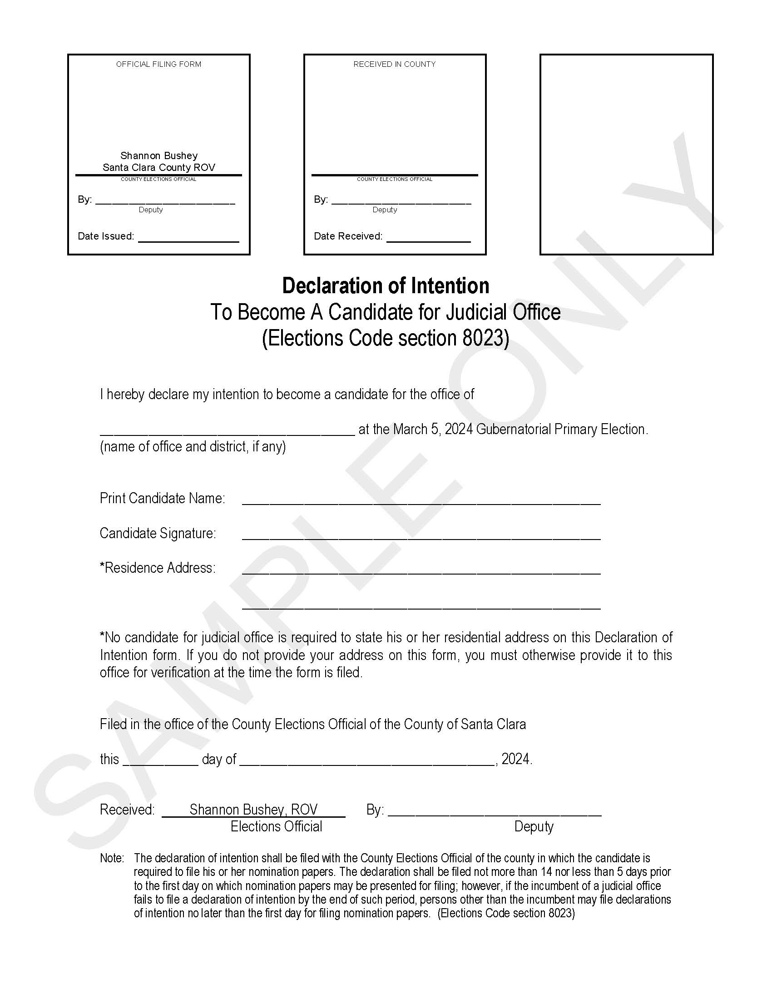 OFFICIAL FILING FORM
Shannon Bushey
Santa Clara County ROV
COUNTY ELECTIONS OFFICIAL
By: _________________________
Deputy
Date Issued: __________________
RECEIVED IN COUNTY
COUNTY ELECTIONS OFFICIAL
By: _________________________
Deputy
Date Received: _______________
Declaration of Intention
To Become A Candidate for Judicial Office
(Elections Code section 8023)
I hereby declare my intention to become a candidate for the office of
_____________________________________ at the March 5, 2024 Gubernatorial Primary Election.
(name of office and district, if any)
Print Candidate Name: ____________________________________________________
Candidate Signature: ____________________________________________________
*Residence Address: ____________________________________________________
____________________________________________________
*No candidate for judicial office is required to state his or her residential address on this Declaration of
Intention form. If you do not provide your address on this form, you must otherwise provide it to this
office for verification at the time the form is filed.
Filed in the office of the County Elections Official of the County of Santa Clara
this ___________ day of _____________________________________, 2024.
Received: Shannon Bushey, ROV By: _______________________________
Elections Official Deputy
Note: The declaration of intention shall be filed with the County Elections Official of the county in which the candidate is
required to file his or her nomination papers. The declaration shall be filed not more than 14 nor less than 5 days prior
to the first day on which nomination papers may be presented for filing; however, if the incumbent of a judicial office
fails to file a declaration of intention by the end of such period, persons other than the incumbent may file declarations
of intention no later than the first day for filing nomination papers. (Elections Code section 8023)
SAMPLE ONLY